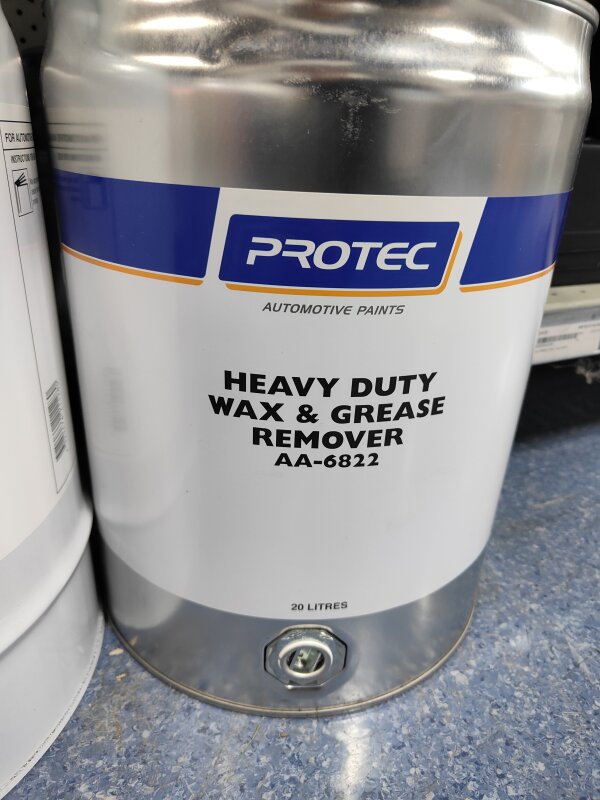 PROTEC
AUTOMOTIVE PAINTS
HEAVY DUTY
WAX & GREASE
REMOVER
AA-6822
20 LITRES